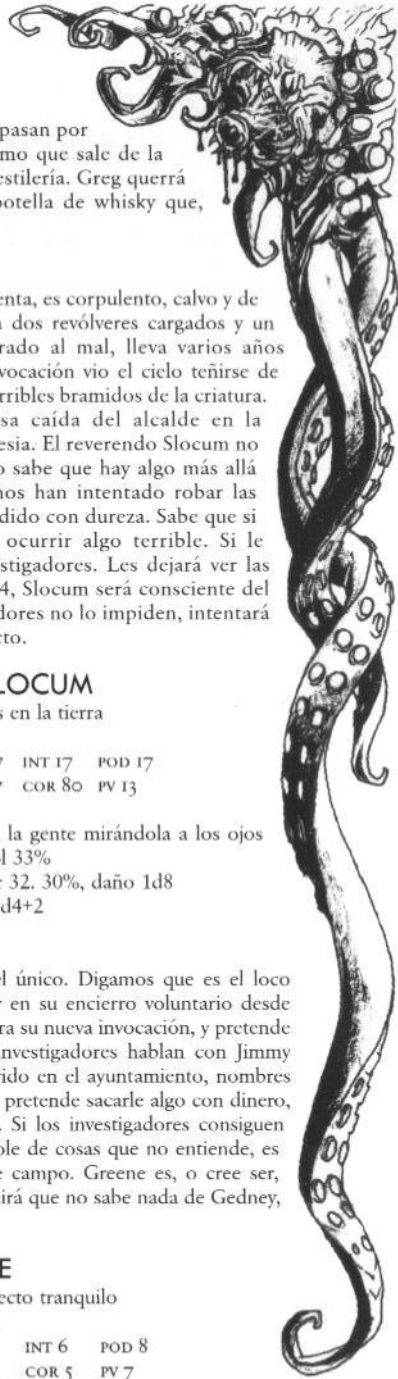 pasan por
mo que sale de la
estilería. Greg querrá
botella de whisky que,
enta, es corpulento, calvo y de
a dos revólveres cargados y un
rado al mal, lleva varios años
vocación vio el cielo teñirse de
rribles bramidos de la criatura.
sa caída del alcalde en la
esia. El reverendo Slocum no
o sabe que hay algo más allá
nos han intentado robar las
dido con dureza. Sabe que si
ocurrir algo terrible. Si le
stigadores. Les dejará ver las
4, Slocum será consciente del
dores no lo impiden, intentará
cto.
LOCUM
s en la tierra
7 INT 17 POD 17
7 COR 80 PV 13
la gente mirándola a los ojos
ol 33%
r 32. 30%, daño 1d8
d4+2
el único. Digamos que es el loco
r en su encierro voluntario desde
ra su nueva invocación, y pretende
investigadores hablan con Jimmy
rido en el ayuntamiento, nombres
pretende sacarle algo con dinero,
. Si los investigadores consiguen
ole de cosas que no entiende, es
e campo. Greene es, o cree ser,
dirá que no sabe nada de Gedney,
E
ecto tranquilo
INT 6 POD 8
COR 5 PV 7